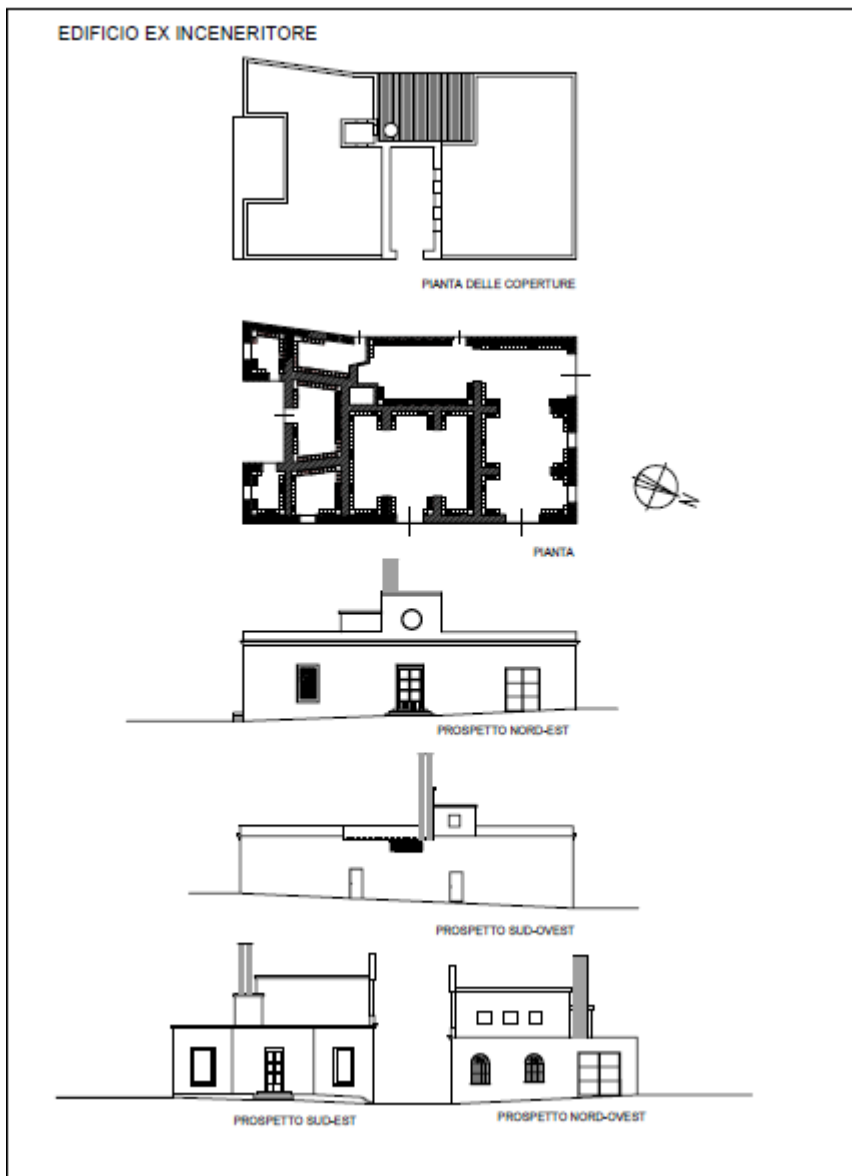 EDIFICIO EX INCENERITORE
PIANTA DELLE COPERTURE
N
PIANTA
PROSPETTO NORD-EST
PROSPETTO SUD-OVEST
PROSPETTO SUD-EST
PROSPETTO NORD-OVEST